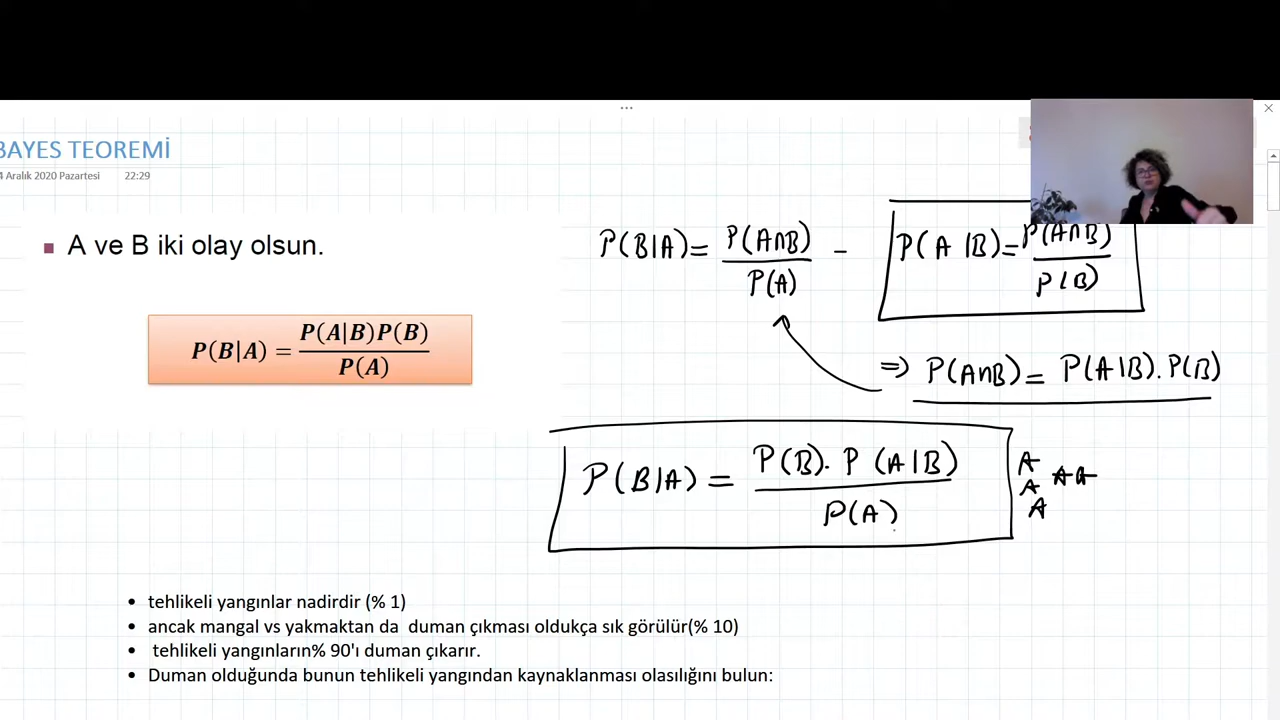 BAYES TEOREMİ
4 Aralık 2020 Pazartesi 22:29
A ve B iki olay olsun.
P(B|A) = P(A|B)P(B) / P(A)
P(B|A) = P(A∩B) / P(A) -
P(A|B) = P(A∩B) / P(B)
⇒ P(A∩B) = P(A|B). P(B)
P(B|A) = P(B). P(A|B) / P(A)
• tehlikeli yangınlar nadirdir (% 1)
• ancak mangal vs yakmaktan da duman çıkması oldukça sık görülür(% 10)
• tehlikeli yangınların% 90'ı duman çıkarır.
• Duman olduğunda bunun tehlikeli yangından kaynaklanması olasılığını bulun: